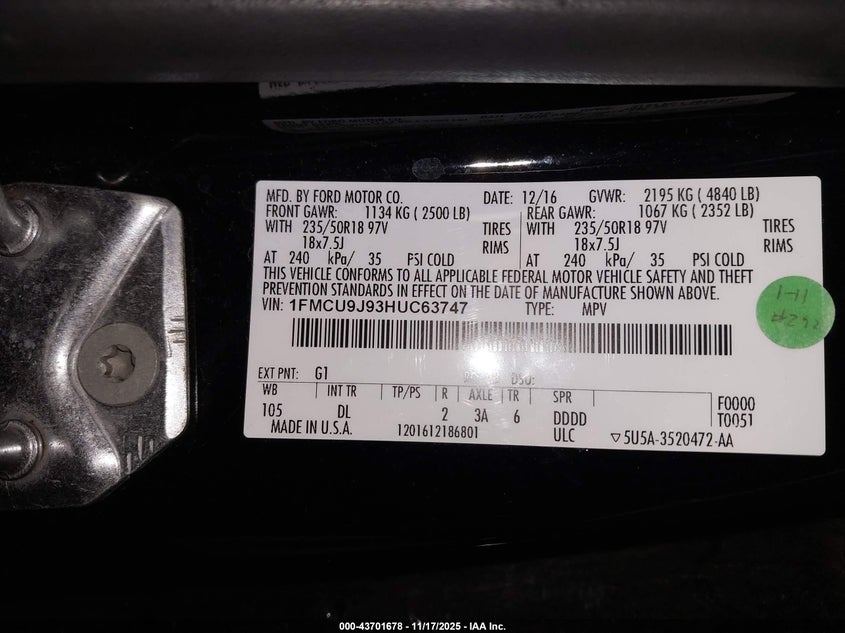 MFD. BY FORD MOTOR CO. DATE: 12/16 GVWR: 2195 KG ( 4840 LB)
FRONT GAWR: 1134 KG ( 2500 LB) REAR GAWR: 1067 KG ( 2352 LB)
WITH 235/50R18 97V TIRES WITH 235/50R18 97V TIRES
18x7.5J RIMS 18x7.5J RIMS
AT 240 kPa/ 35 PSI COLD AT 240 kPa/ 35 PSI COLD
THIS VEHICLE CONFORMS TO ALL APPLICABLE FEDERAL MOTOR VEHICLE SAFETY AND THEFT
PREVENTION STANDARDS IN EFFECT ON THE DATE OF MANUFACTURE SHOWN ABOVE.
VIN: 1FMCU9J93HUC63747 TYPE: MPV
EXT PNT: G1 DSO:
WB INT TR TP/PS R AXLE TR SPR
105 DL 2 3A 6 DDDD F0000
T0051
MADE IN U.S.A. 1201612186801 ULC ▽5U5A-3520472-AA
1-11
000-43701678 - 11/17/2025 - IAA Inc.